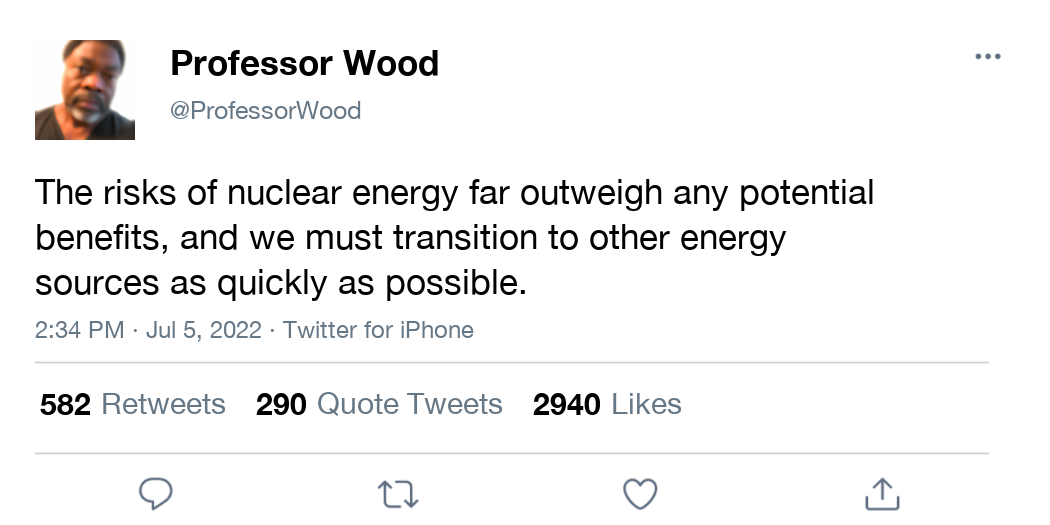 Professor Wood
@ProfessorWood
The risks of nuclear energy far outweigh any potential
benefits, and we must transition to other energy
sources as quickly as possible.
2:34 PM · Jul 5, 2022 · Twitter for iPhone
582 Retweets 290 Quote Tweets 2940 Likes